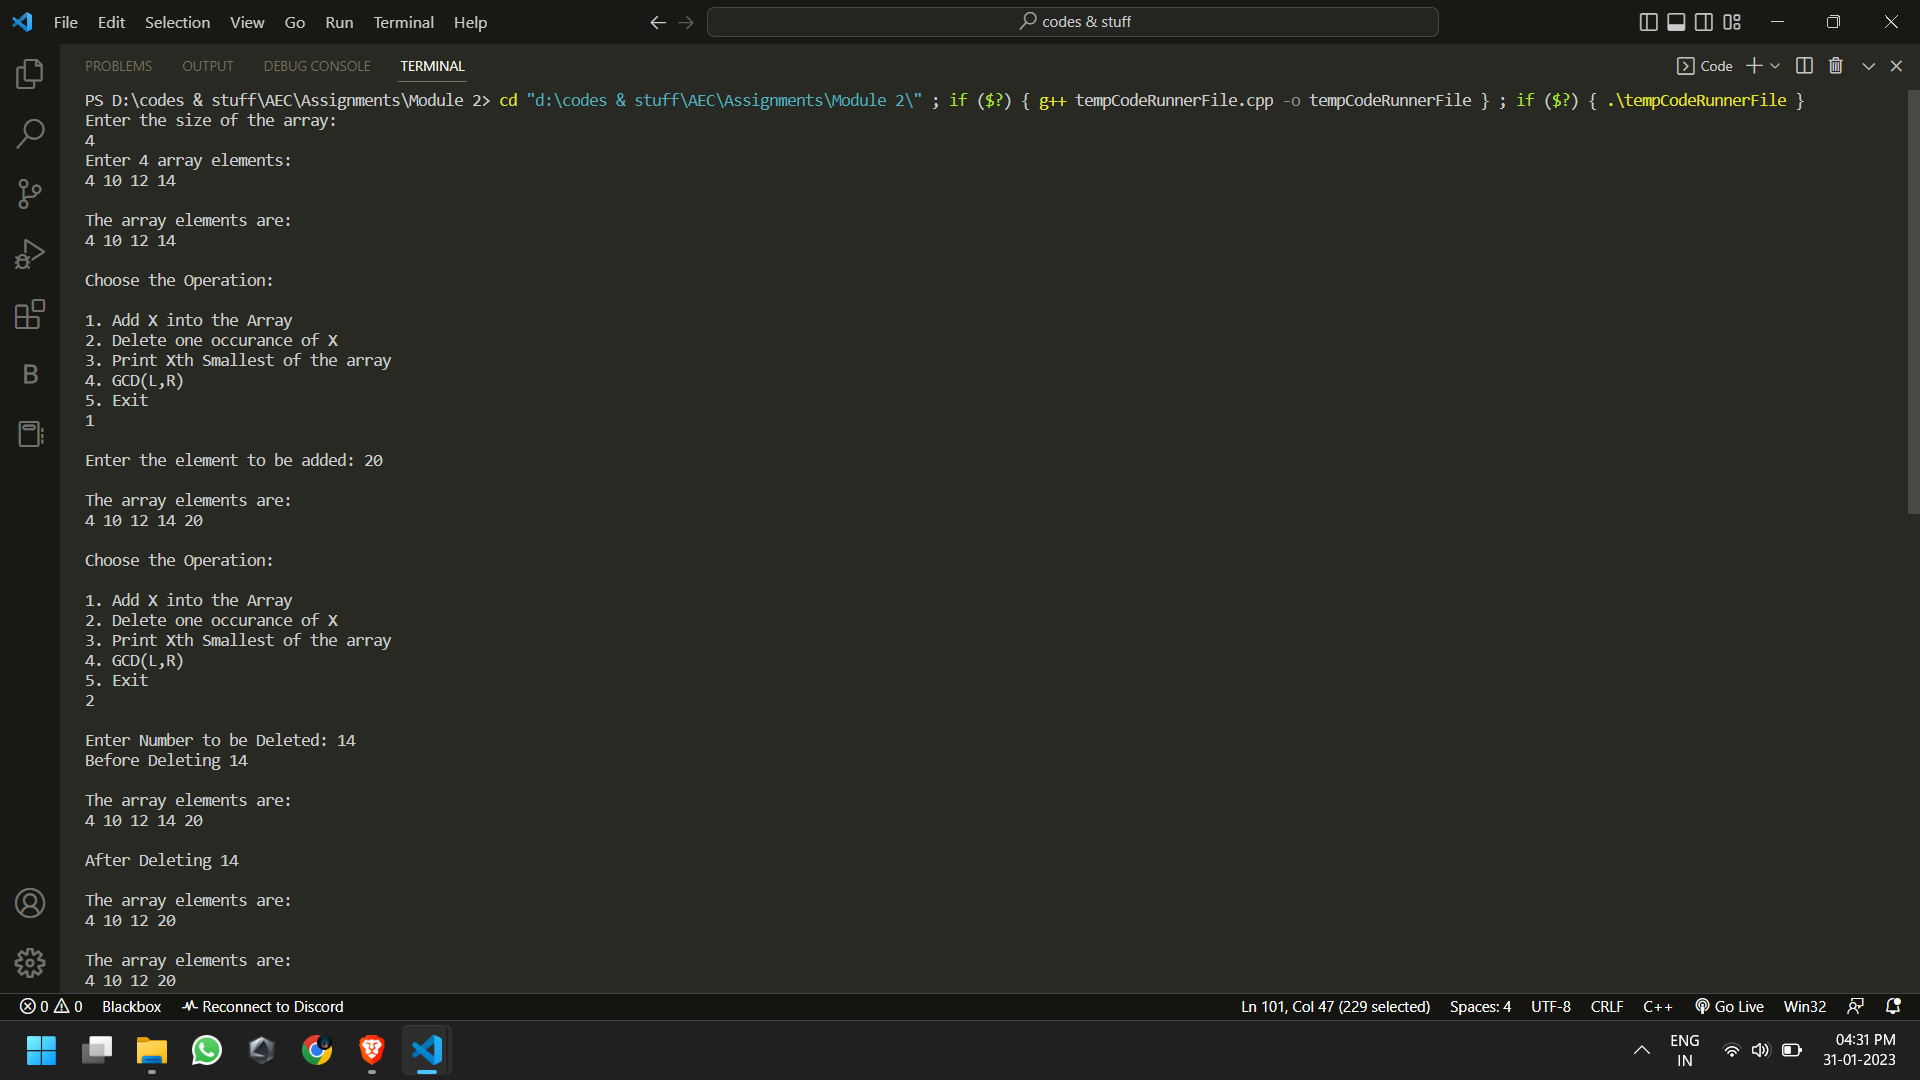 File Edit Selection View Go Run Terminal Help
codes & stuff
PROBLEMS OUTPUT DEBUG CONSOLE TERMINAL
Code
PS D:\codes & stuff\AEC\Assignments\Module 2> cd "d:\codes & stuff\AEC\Assignments\Module 2\" ; if ($?) { g++ tempCodeRunnerFile.cpp -o tempCodeRunnerFile } ; if ($?) { .\tempCodeRunnerFile }
Enter the size of the array:
4
Enter 4 array elements:
4 10 12 14
The array elements are:
4 10 12 14
Choose the Operation:
1. Add X into the Array
2. Delete one occurance of X
3. Print Xth Smallest of the array
4. GCD(L,R)
5. Exit
1
Enter the element to be added: 20
The array elements are:
4 10 12 14 20
Choose the Operation:
1. Add X into the Array
2. Delete one occurance of X
3. Print Xth Smallest of the array
4. GCD(L,R)
5. Exit
2
Enter Number to be Deleted: 14
Before Deleting 14
The array elements are:
4 10 12 14 20
After Deleting 14
The array elements are:
4 10 12 20
The array elements are:
4 10 12 20
B
0 0 Blackbox Reconnect to Discord
Ln 101, Col 47 (229 selected) Spaces: 4 UTF-8 CRLF C++ Go Live Win32
ENG
IN
04:31 PM
31-01-2023